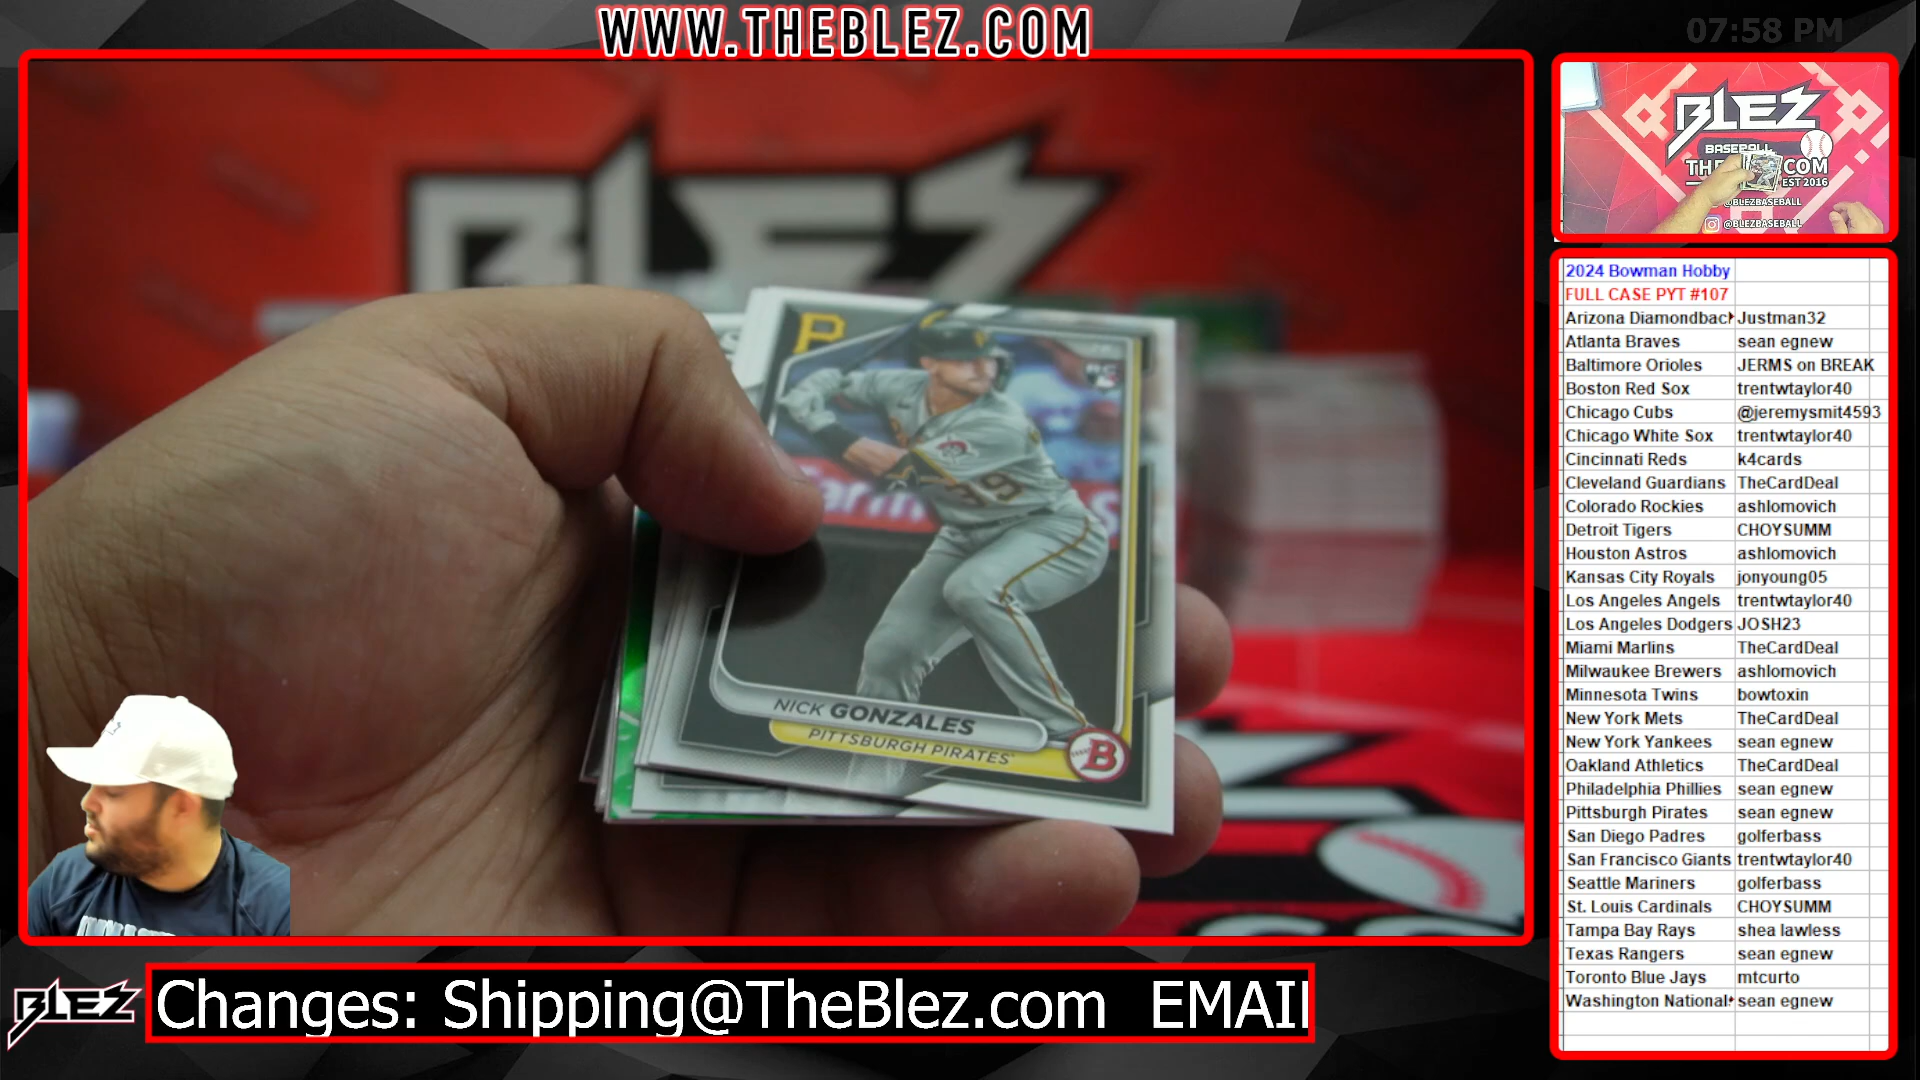 WWW.THEBLEZ.COM
07:58 PM
BLEZ
BLEZ
BASEBALL
COM
EST 2016
@BLEZBASEBALL
@BLEZBASEBALL
P
RC
39
NICK GONZALES
PITTSBURGH PIRATES
B
2024 Bowman Hobby
FULL CASE PYT #107
Arizona Diamondback Justman32
Atlanta Braves sean egnew
Baltimore Orioles JERMS on BREAK
Boston Red Sox trentwtaylor40
Chicago Cubs @jeremysmit4593
Chicago White Sox trentwtaylor40
Cincinnati Reds k4cards
Cleveland Guardians TheCardDeal
Colorado Rockies ashlomovich
Detroit Tigers CHOYSUMM
Houston Astros ashlomovich
Kansas City Royals jonyoung05
Los Angeles Angels trentwtaylor40
Los Angeles Dodgers JOSH23
Miami Marlins TheCardDeal
Milwaukee Brewers ashlomovich
Minnesota Twins bowtoxin
New York Mets TheCardDeal
New York Yankees sean egnew
Oakland Athletics TheCardDeal
Philadelphia Phillies sean egnew
Pittsburgh Pirates sean egnew
San Diego Padres golferbass
San Francisco Giants trentwtaylor40
Seattle Mariners golferbass
St. Louis Cardinals CHOYSUMM
Tampa Bay Rays shea lawless
Texas Rangers sean egnew
Toronto Blue Jays mtcurto
Washington National sean egnew
BLEZ
Changes: Shipping@TheBlez.com EMAIL